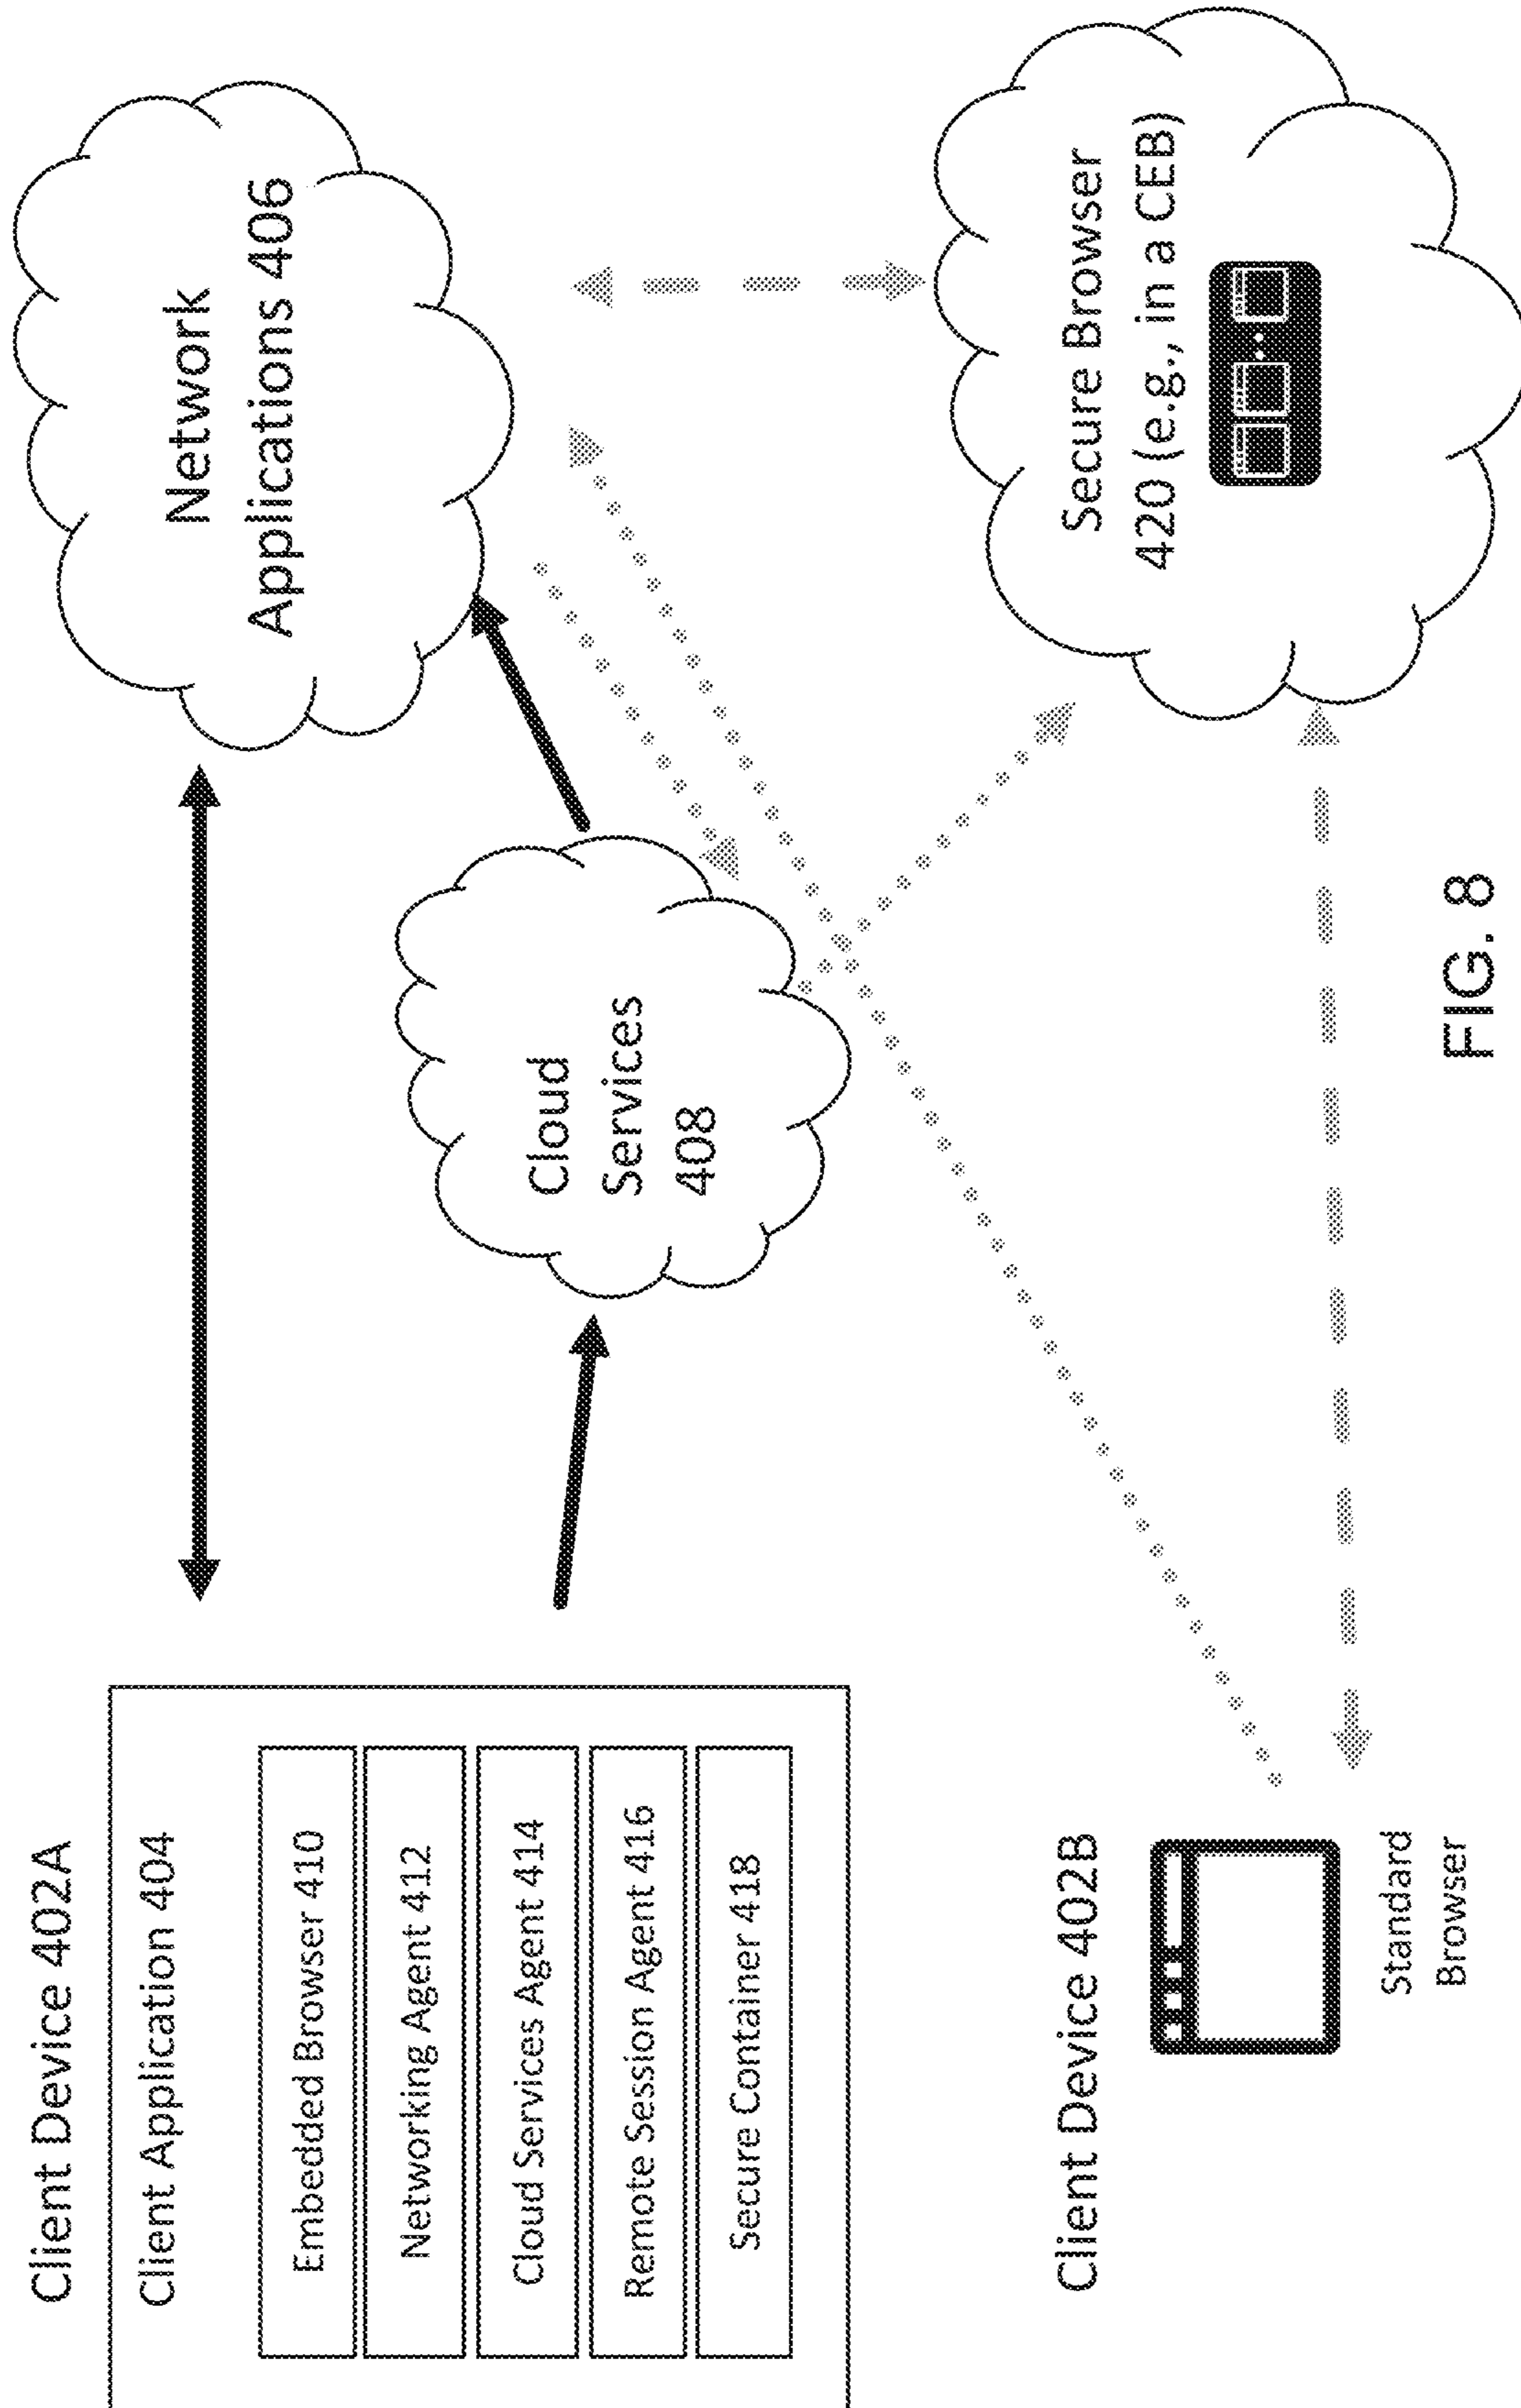 Client Device 402A
Client Application 404
Embedded Browser 410
Networking Agent 412
Cloud Services Agent 414
Remote Session Agent 416
Secure Container 418
Network
Applications 406
Cloud
Services
408
Client Device 402B
Standard
Browser
Secure Browser
420 (e.g., in a CEB)
FIG. 8